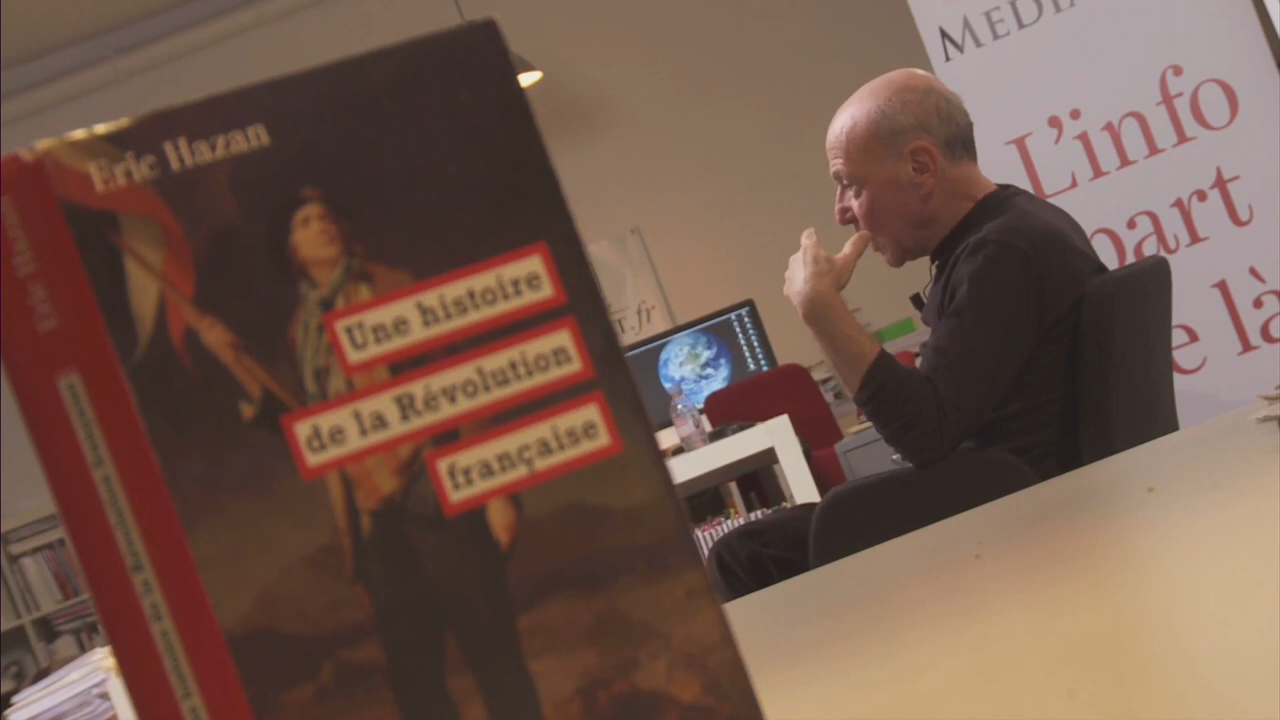 Eric Hazan
Une histoire
de la Révolution
française
MEDIA
L'info
part
e là
T.fr